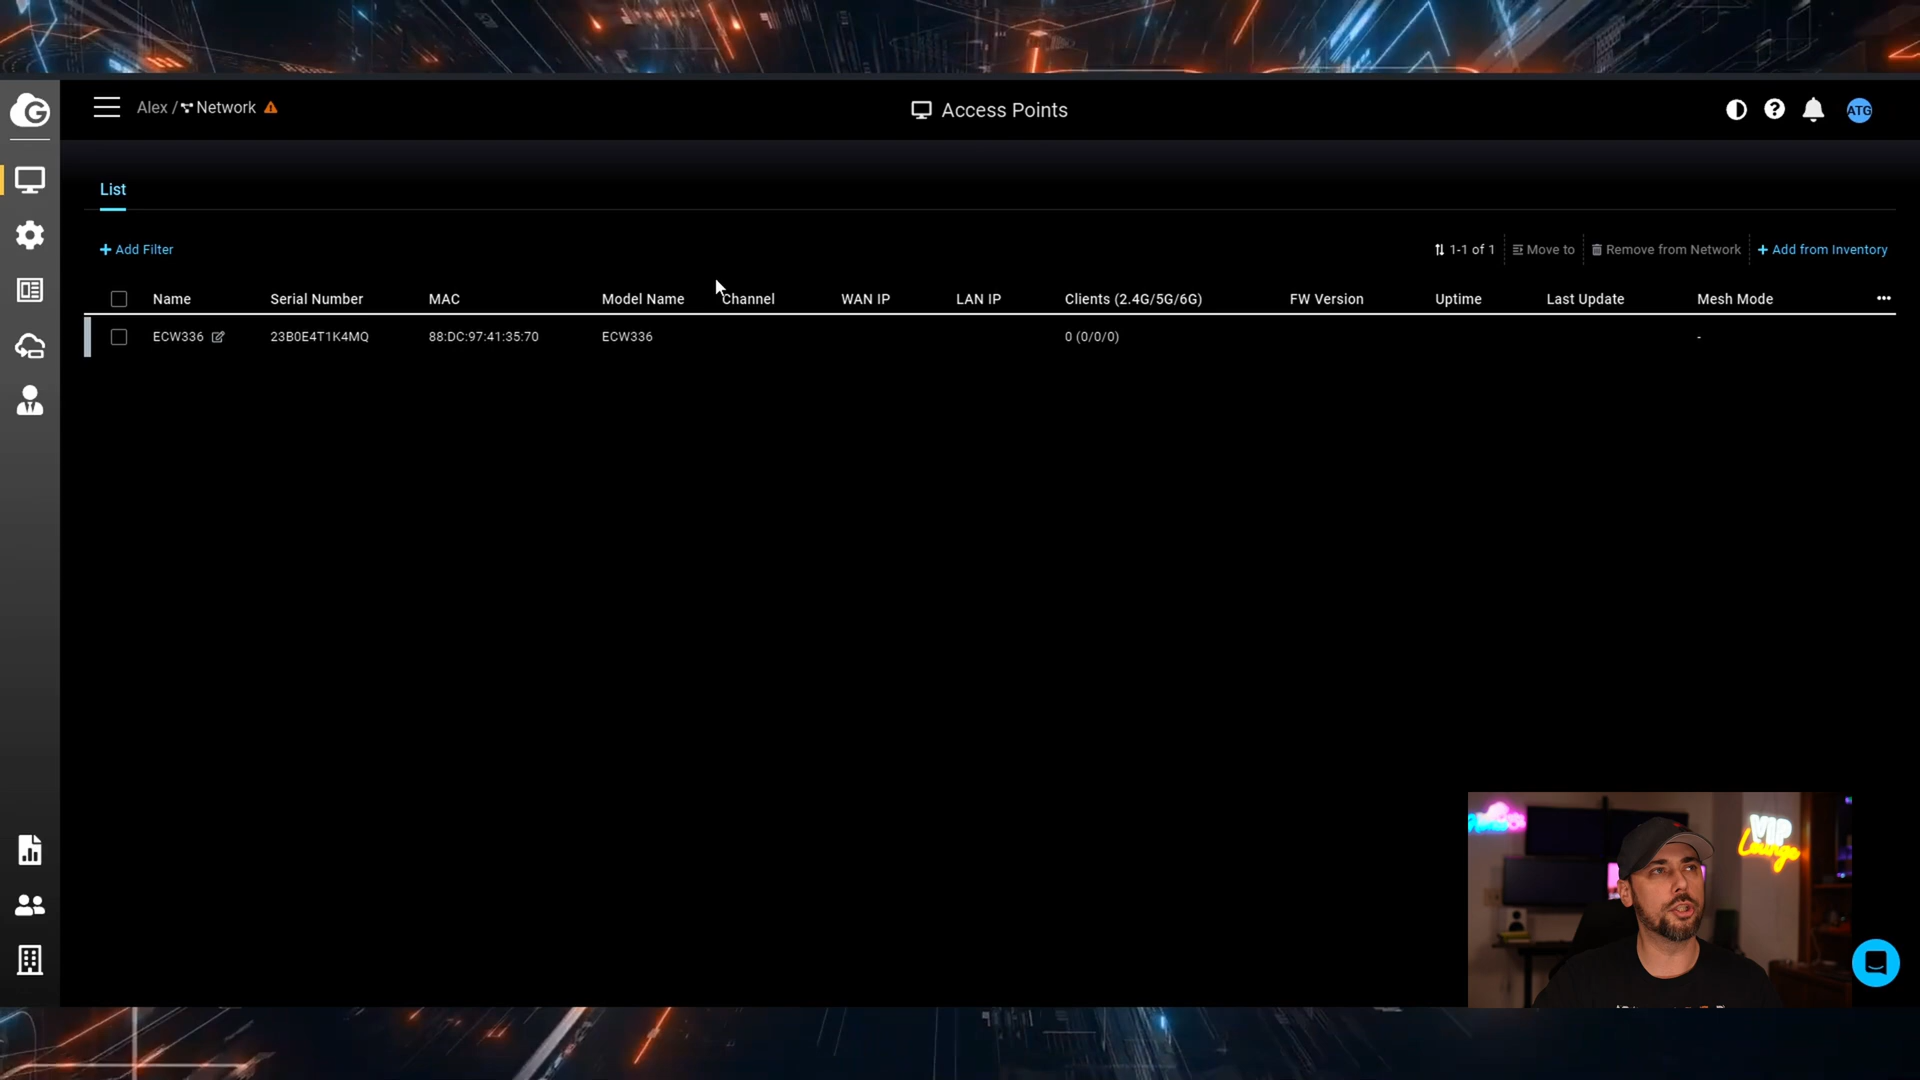 Alex / Network
Access Points
ATG
List
+ Add Filter
1-1 of 1
Move to
Remove from Network
+ Add from Inventory
Name Serial Number MAC Model Name Channel WAN IP LAN IP Clients (2.4G/5G/6G) FW Version Uptime Last Update Mesh Mode
ECW336 23B0E4T1K4MQ 88:DC:97:41:35:70 ECW336 0 (0/0/0) -
VIP
Lounge